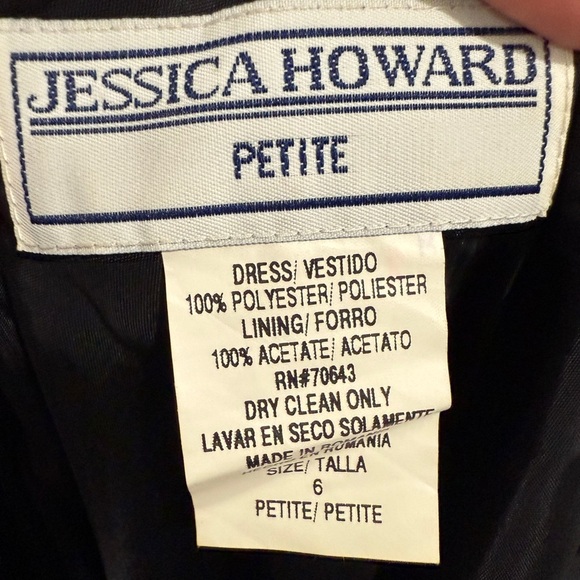 JESSICA HOWARD
PETITE
DRESS/ VESTIDO
100% POLYESTER/ POLIESTER
LINING/ FORRO
100% ACETATE/ ACETATO
RN#70643
DRY CLEAN ONLY
LAVAR EN SECO SOLAMENTE
MADE IN ROMANIA
SIZE/ TALLA
6
PETITE/ PETITE